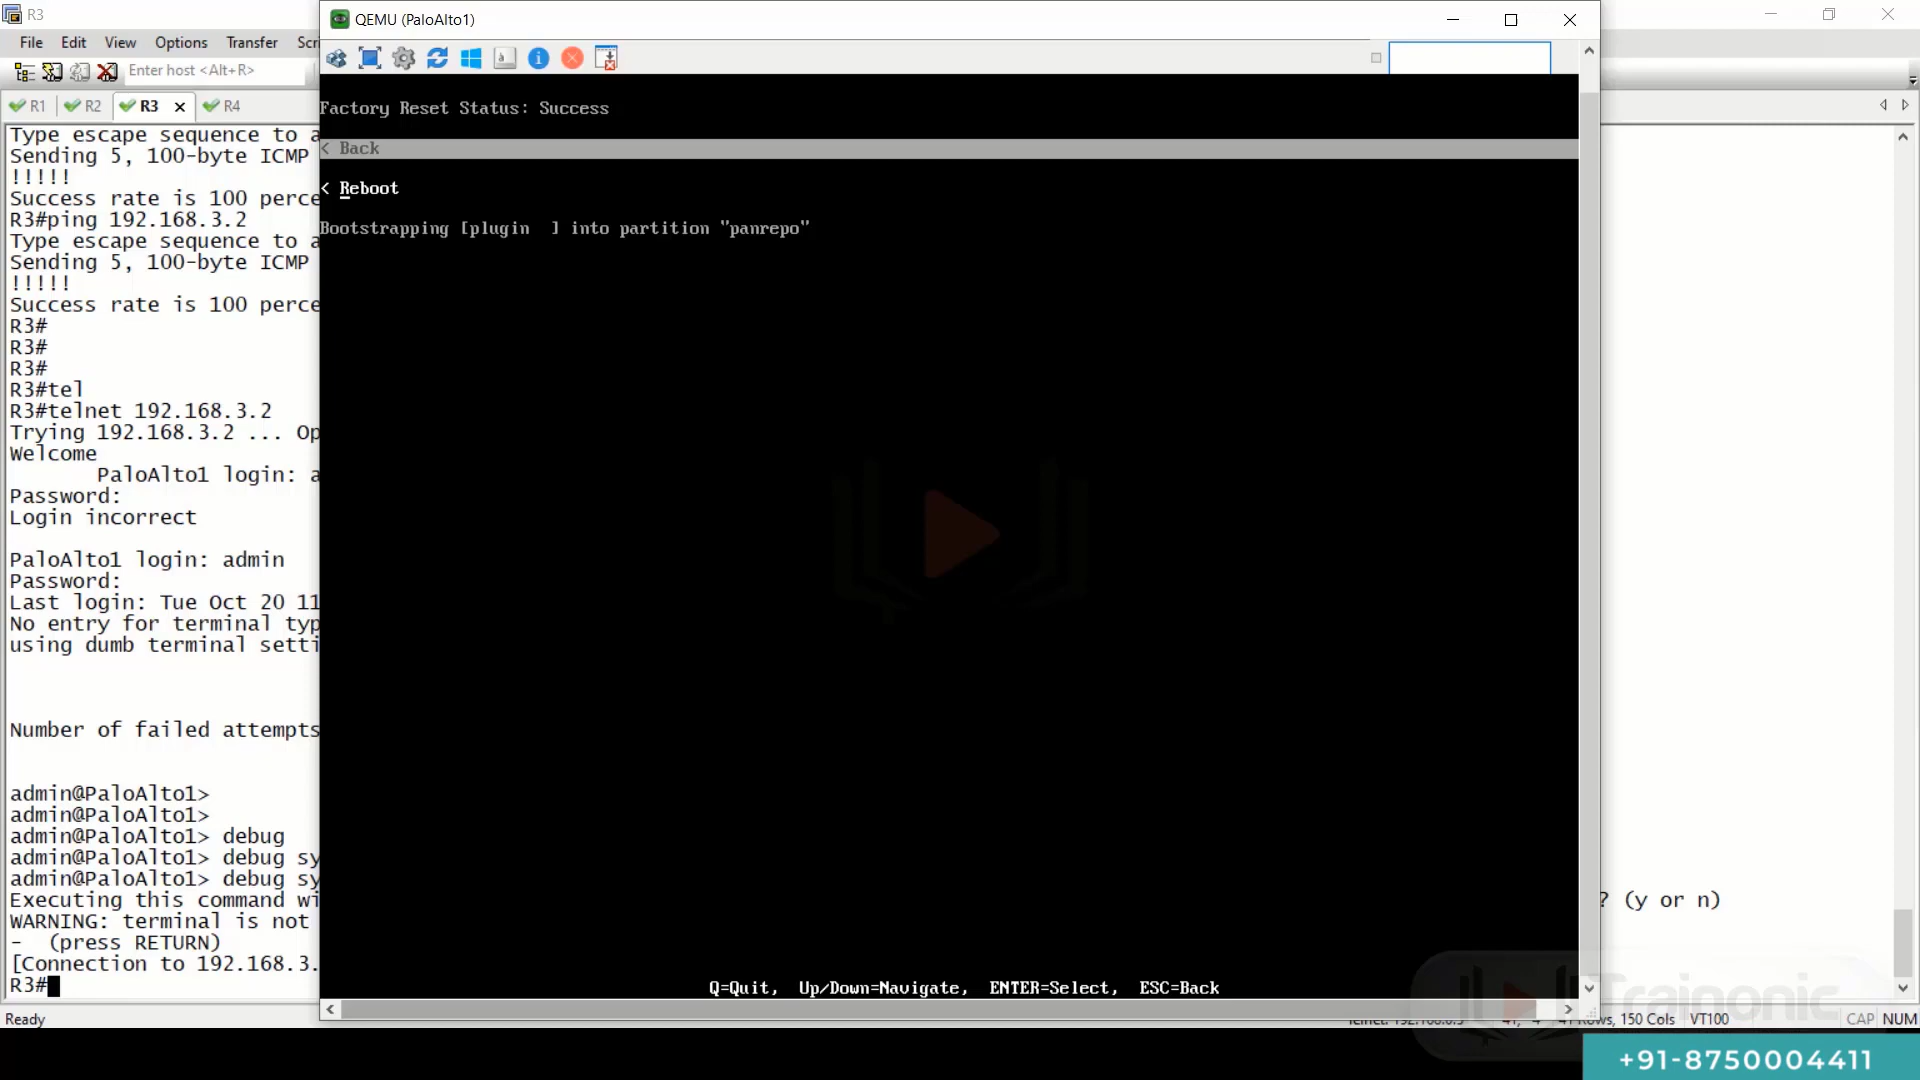 R3
File Edit View Options Transfer Scri
Enter host <Alt+R>
R1 R2 R3 R4
Type escape sequence to a
Sending 5, 100-byte ICMP
!!!!!
Success rate is 100 perce
R3#ping 192.168.3.2
Type escape sequence to a
Sending 5, 100-byte ICMP
!!!!!
Success rate is 100 perce
R3#
R3#
R3#
R3#tel
R3#telnet 192.168.3.2
Trying 192.168.3.2 ... Op
Welcome
PaloAlto1 login: a
Password:
Login incorrect
PaloAlto1 login: admin
Password:
Last login: Tue Oct 20 11
No entry for terminal typ
using dumb terminal setti
Number of failed attempts
admin@PaloAlto1>
admin@PaloAlto1>
admin@PaloAlto1> debug
admin@PaloAlto1> debug sy
admin@PaloAlto1> debug sy
Executing this command wi
? (y or n)
WARNING: terminal is not
- (press RETURN)
[Connection to 192.168.3.
R3#
Ready
QEMU (PaloAlto1)
Factory Reset Status: Success
< Back
< Reboot
Bootstrapping [plugin  ] into partition "panrepo"
Q=Quit, Up/Down=Navigate, ENTER=Select, ESC=Back
Trainonic
Rows, 150 Cols VT100 CAP NUM
+91-8750004411